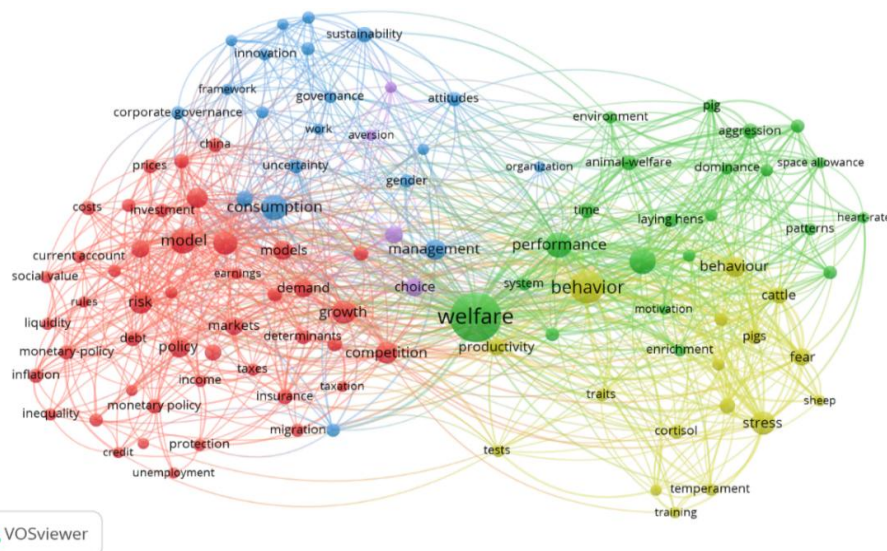 sustainability
innovation
framework
governance
attitudes
corporate governance
work
aversion
environment
pig
aggression
china
prices
uncertainty
gender
organization
animal-welfare
dominance
space allowance
costs
investment
consumption
time
laying hens
heart-rate
patterns
model
models
management
performance
current account
social value
earnings
demand
choice
system
behavior
behaviour
cattle
rules
risk
growth
welfare
motivation
liquidity
markets
debt
policy
determinants
pigs
monetary-policy
competition
productivity
enrichment
fear
inflation
income
taxes
taxation
insurance
traits
sheep
inequality
monetary policy
migration
cortisol
stress
credit
protection
tests
unemployment
temperament
training
VOSviewer